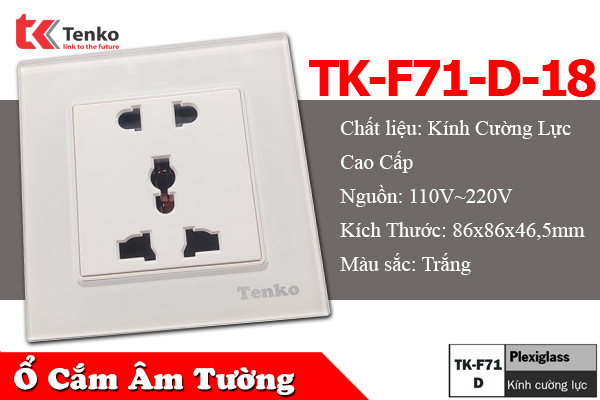 Tenko
link to the future
TK-F71-D-18
Chất liệu: Kính Cường Lực
Cao Cấp
Nguồn: 110V~220V
Kích Thước: 86x86x46,5mm
Màu sắc: Trắng
Tenko
Ổ Cắm Âm Tường
TK-F71
D
Plexiglass
Kính cường lực